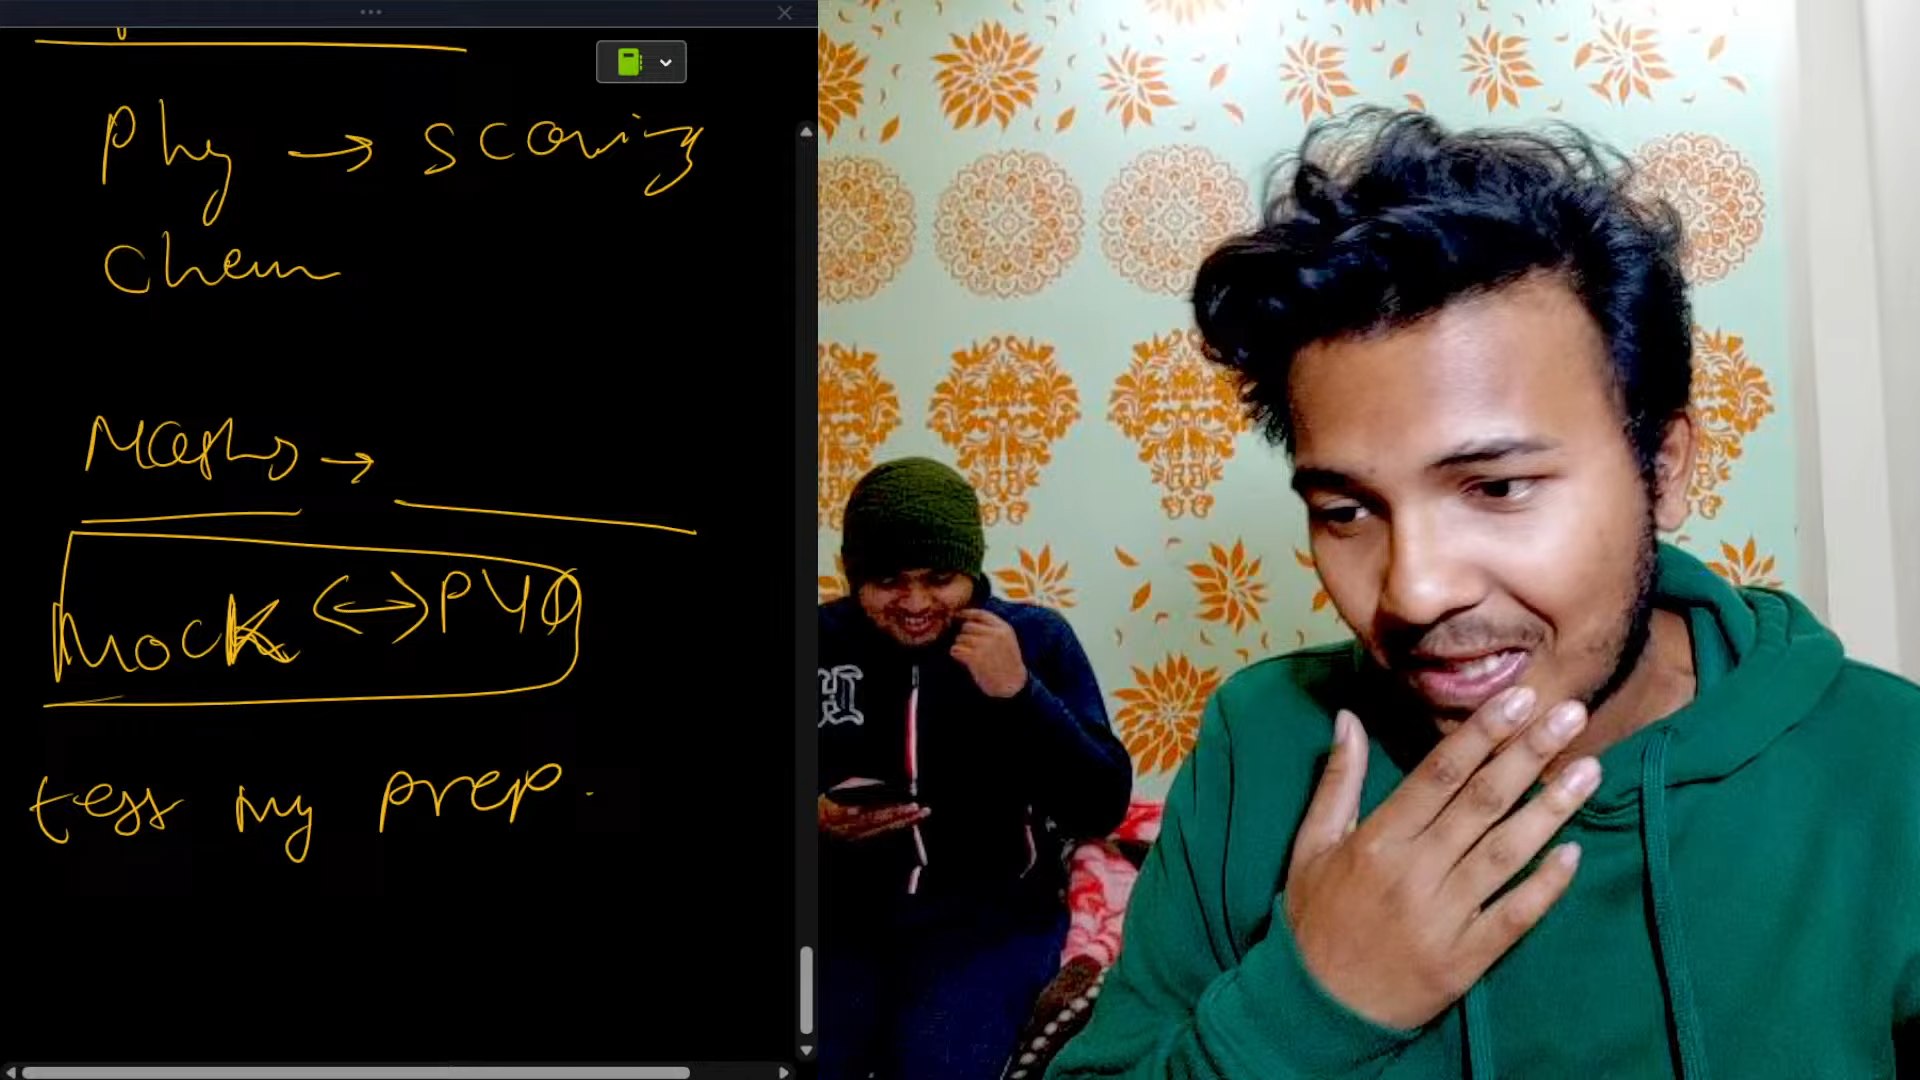 Phy → scoring
Chem
Maths →
Mock ↔ PYQ
test my prep.
H